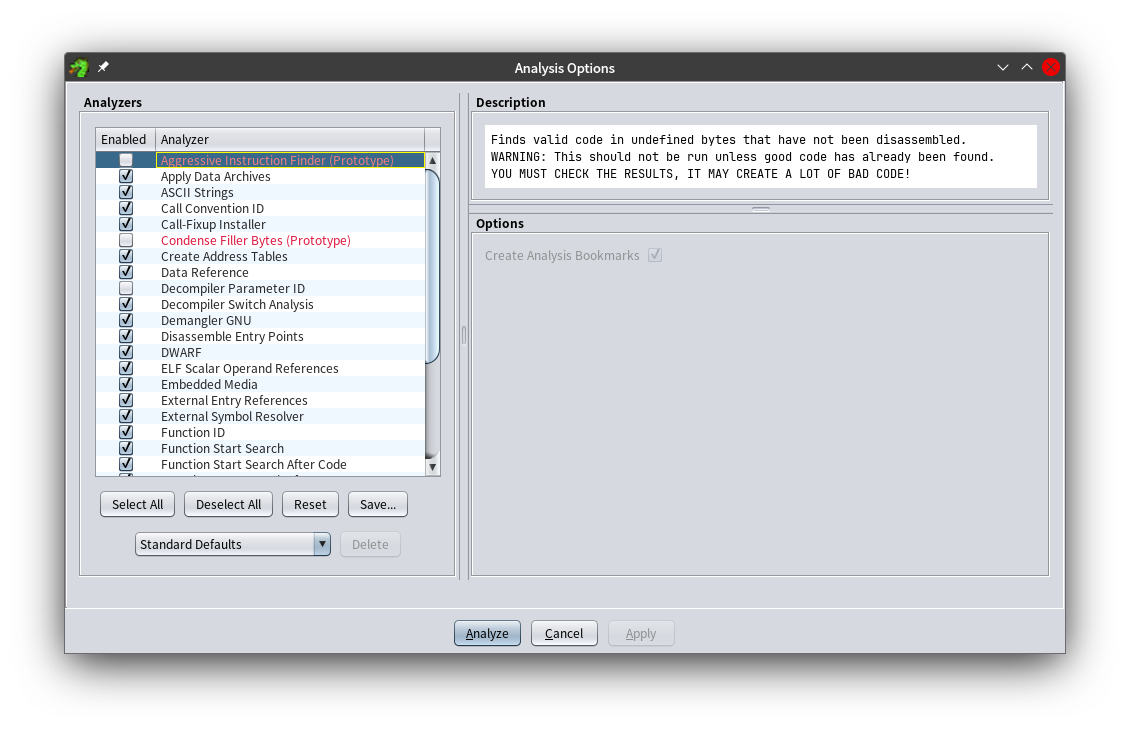 Analysis Options
Analyzers
Enabled Analyzer
Aggressive Instruction Finder (Prototype)
Apply Data Archives
ASCII Strings
Call Convention ID
Call-Fixup Installer
Condense Filler Bytes (Prototype)
Create Address Tables
Data Reference
Decompiler Parameter ID
Decompiler Switch Analysis
Demangler GNU
Disassemble Entry Points
DWARF
ELF Scalar Operand References
Embedded Media
External Entry References
External Symbol Resolver
Function ID
Function Start Search
Function Start Search After Code
Select All Deselect All Reset Save...
Standard Defaults Delete
Description
Finds valid code in undefined bytes that have not been disassembled.
WARNING: This should not be run unless good code has already been found.
YOU MUST CHECK THE RESULTS, IT MAY CREATE A LOT OF BAD CODE!
Options
Create Analysis Bookmarks
Analyze Cancel Apply